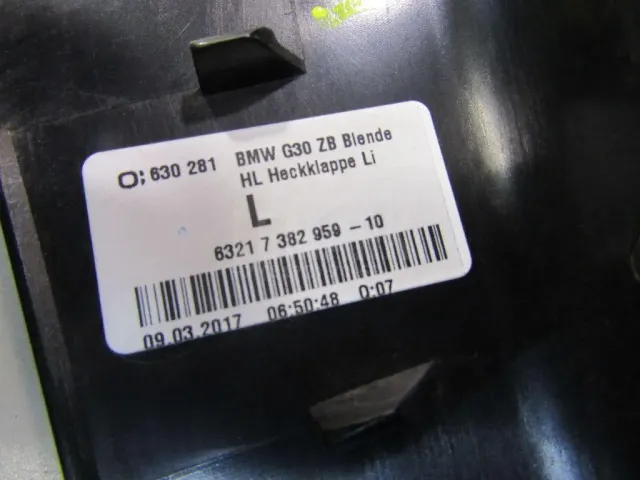 O; 630 281 BMW G30 ZB Blende
HL Heckklappe Li
L
6321 7 382 959 -10
09.03.2017 06:50:48 0:07